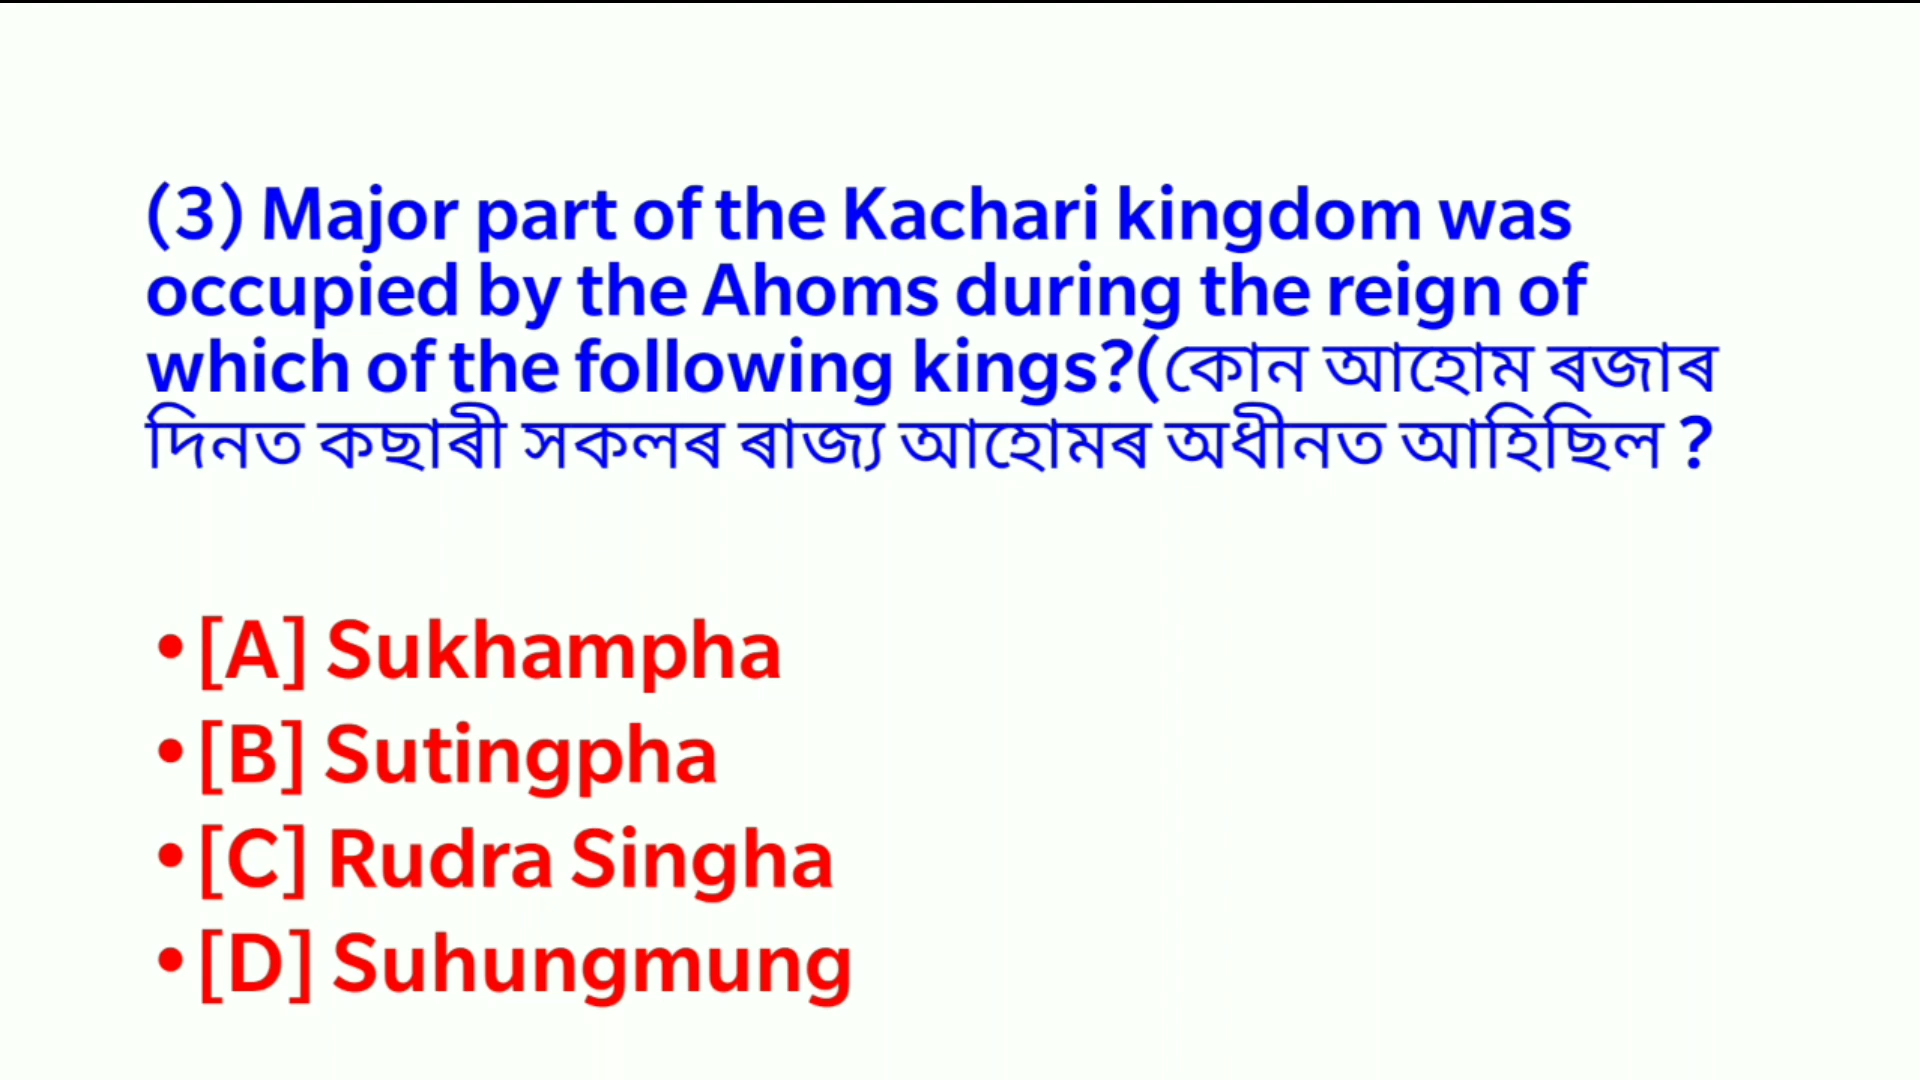 (3) Major part of the Kachari kingdom was
occupied by the Ahoms during the reign of
which of the following kings?(কোন আহোম ৰজাৰ
দিনত কছাৰী সকলৰ ৰাজ্য আহোমৰ অধীনত আহিছিল ?
•[A] Sukhampha
•[B] Sutingpha
•[C] Rudra Singha
•[D] Suhungmung